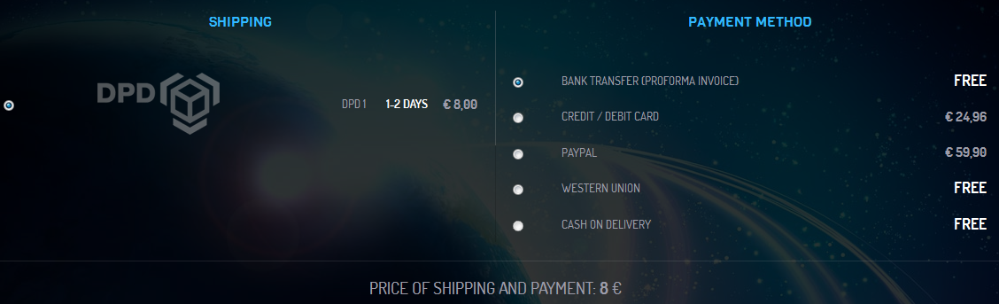 SHIPPING
PAYMENT METHOD
DPD
DPD 1 1-2 DAYS € 8,00
BANK TRANSFER (PROFORMA INVOICE) FREE
CREDIT / DEBIT CARD € 24,96
PAYPAL € 59,90
WESTERN UNION FREE
CASH ON DELIVERY FREE
PRICE OF SHIPPING AND PAYMENT: 8 €